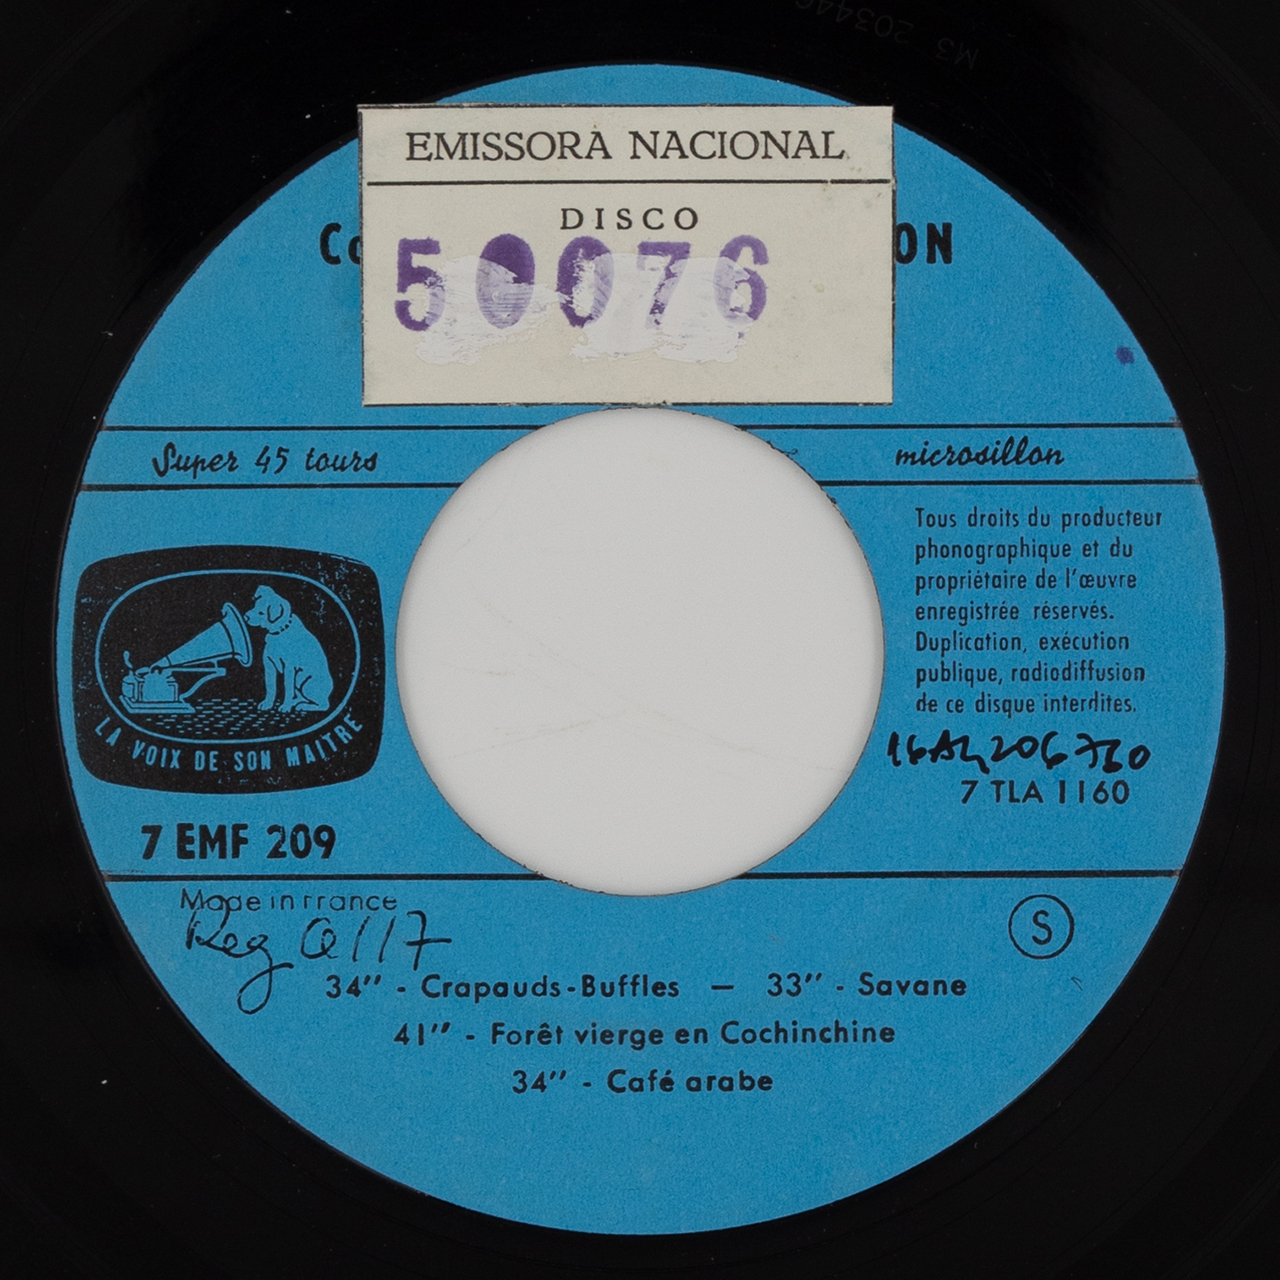 EMISSORA NACIONAL
DISCO
50076
Super 45 tours
microsillon
Tous droits du producteur
phonographique et du
propriétaire de l'œuvre
enregistrée réservés.
Duplication, exécution
publique, radiodiffusion
de ce disque interdites.
7 TLA 1160
LA VOIX DE SON MAITRE
7 EMF 209
Made in France
Reg Q 117
S
34" - Crapauds-Buffles — 33" - Savane
41" - Forêt vierge en Cochinchine
34" - Café arabe